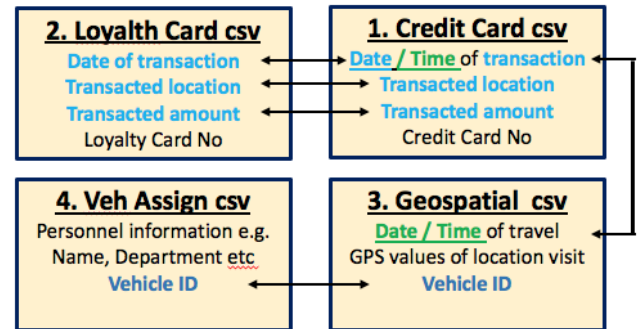 2. Loyalth Card csv
Date of transaction
Transacted location
Transacted amount
Loyalty Card No
1. Credit Card csv
Date / Time of transaction
Transacted location
Transacted amount
Credit Card No
4. Veh Assign csv
Personnel information e.g.
Name, Department etc
Vehicle ID
3. Geospatial csv
Date / Time of travel
GPS values of location visit
Vehicle ID